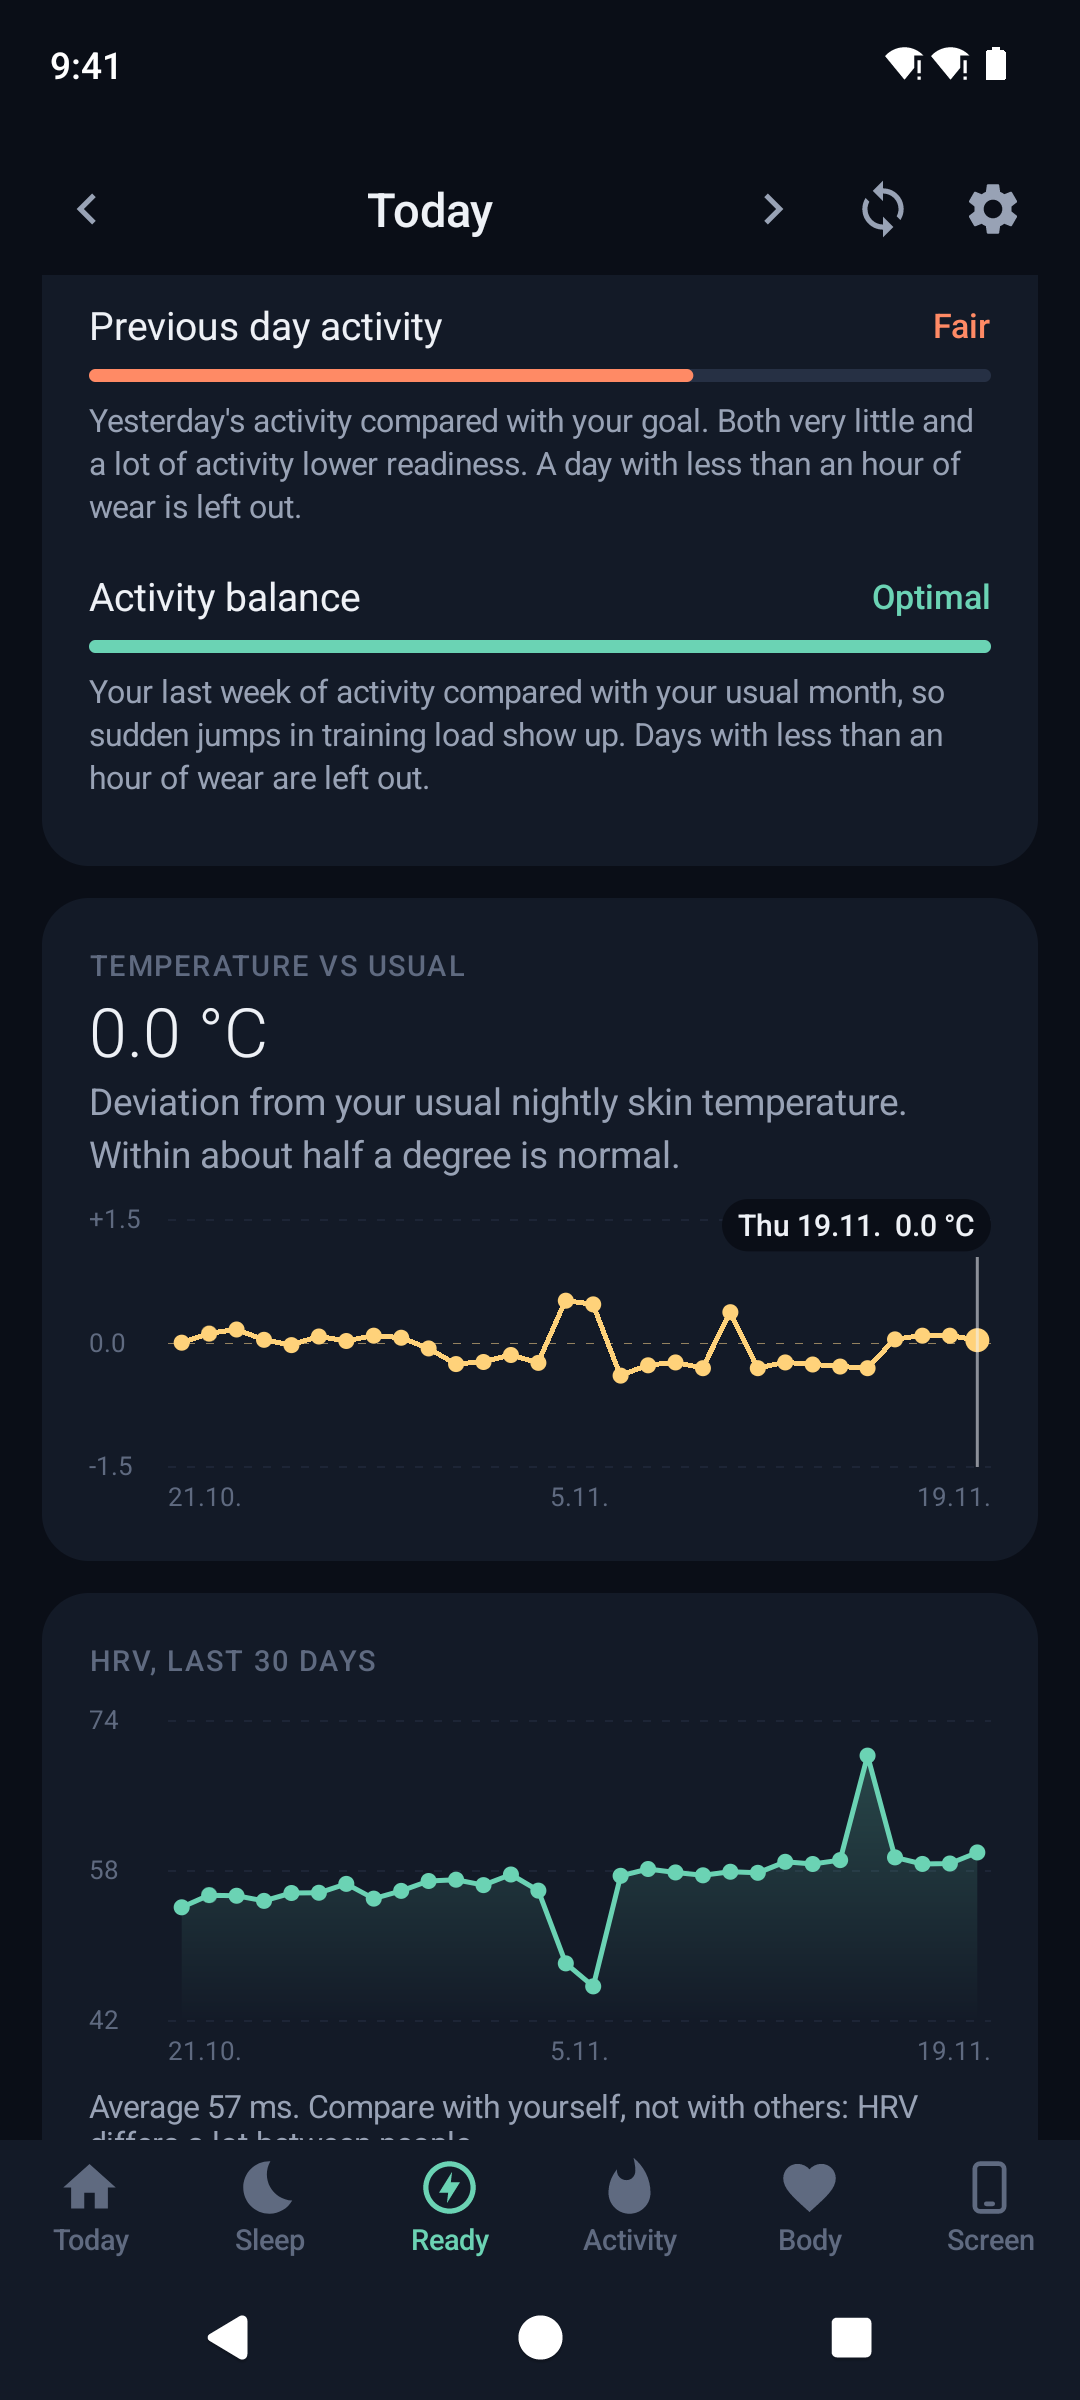 9:41
Today
Previous day activity
Fair
Yesterday's activity compared with your goal. Both very little and
a lot of activity lower readiness. A day with less than an hour of
wear is left out.
Activity balance
Optimal
Your last week of activity compared with your usual month, so
sudden jumps in training load show up. Days with less than an
hour of wear are left out.
TEMPERATURE VS USUAL
0.0 °C
Deviation from your usual nightly skin temperature.
Within about half a degree is normal.
+1.5
Thu 19.11. 0.0 °C
0.0
-1.5
21.10. 5.11. 19.11.
HRV, LAST 30 DAYS
74
58
42
21.10. 5.11. 19.11.
Average 57 ms. Compare with yourself, not with others: HRV
differs a lot between people.
Today Sleep Ready Activity Body Screen